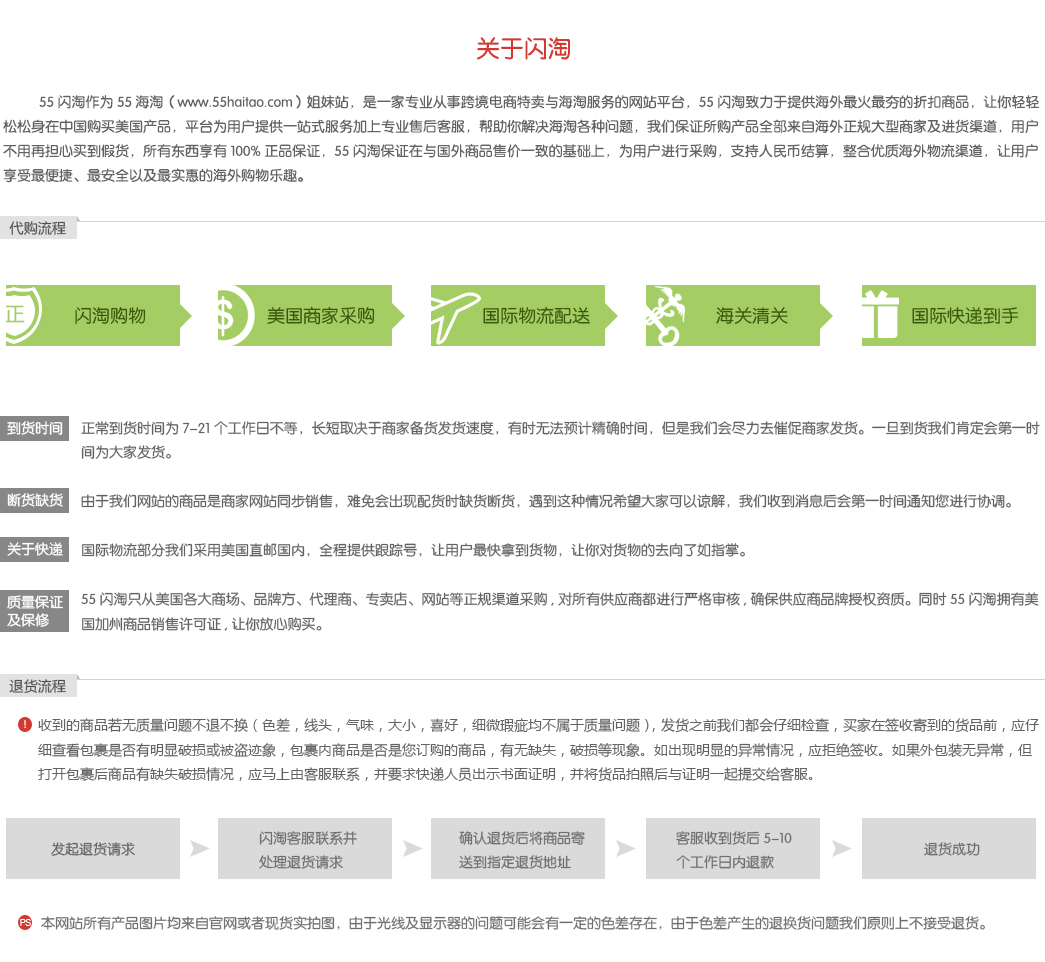 关于闪淘
55 闪淘作为 55 海淘（www.55haitao.com）姐妹站，是一家专业从事跨境电商特卖与海淘服务的网站平台，55 闪淘致力于提供海外最火最夯的折扣商品，让你轻轻
松松身在中国购买美国产品，平台为用户提供一站式服务加上专业售后客服，帮助你解决海淘各种问题，我们保证所购产品全部来自海外正规大型商家及进货渠道，用户
不用再担心买到假货，所有东西享有 100% 正品保证，55 闪淘保证在与国外商品售价一致的基础上，为用户进行采购，支持人民币结算，整合优质海外物流渠道，让用户
享受最便捷、最安全以及最实惠的海外购物乐趣。
代购流程
正 闪淘购物 $ 美国商家采购 国际物流配送 海关清关 国际快递到手
到货时间 正常到货时间为 7–21 个工作日不等，长短取决于商家备货发货速度，有时无法预计精确时间，但是我们会尽力去催促商家发货。一旦到货我们肯定会第一时
间为大家发货。
断货缺货 由于我们网站的商品是商家网站同步销售，难免会出现配货时缺货断货，遇到这种情况希望大家可以谅解，我们收到消息后会第一时间通知您进行协调。
关于快递 国际物流部分我们采用美国直邮国内，全程提供跟踪号，让用户最快拿到货物，让你对货物的去向了如指掌。
质量保证 55 闪淘只从美国各大商场、品牌方、代理商、专卖店、网站等正规渠道采购 , 对所有供应商都进行严格审核 , 确保供应商品牌授权资质。同时 55 闪淘拥有美
及保修 国加州商品销售许可证 , 让你放心购买。
退货流程
! 收到的商品若无质量问题不退不换（色差，线头，气味，大小，喜好，细微瑕疵均不属于质量问题），发货之前我们都会仔细检查，买家在签收寄到的货品前，应仔
细查看包裹是否有明显破损或被盗迹象，包裹内商品是否是您订购的商品，有无缺失，破损等现象。如出现明显的异常情况，应拒绝签收。如果外包装无异常，但
打开包裹后商品有缺失破损情况，应马上由客服联系，并要求快递人员出示书面证明，并将货品拍照后与证明一起提交给客服。
发起退货请求 闪淘客服联系并 确认退货后将商品寄 客服收到货后 5–10 退货成功
处理退货请求 送到指定退货地址 个工作日内退款
PS 本网站所有产品图片均来自官网或者现货实拍图，由于光线及显示器的问题可能会有一定的色差存在，由于色差产生的退换货问题我们原则上不接受退货。